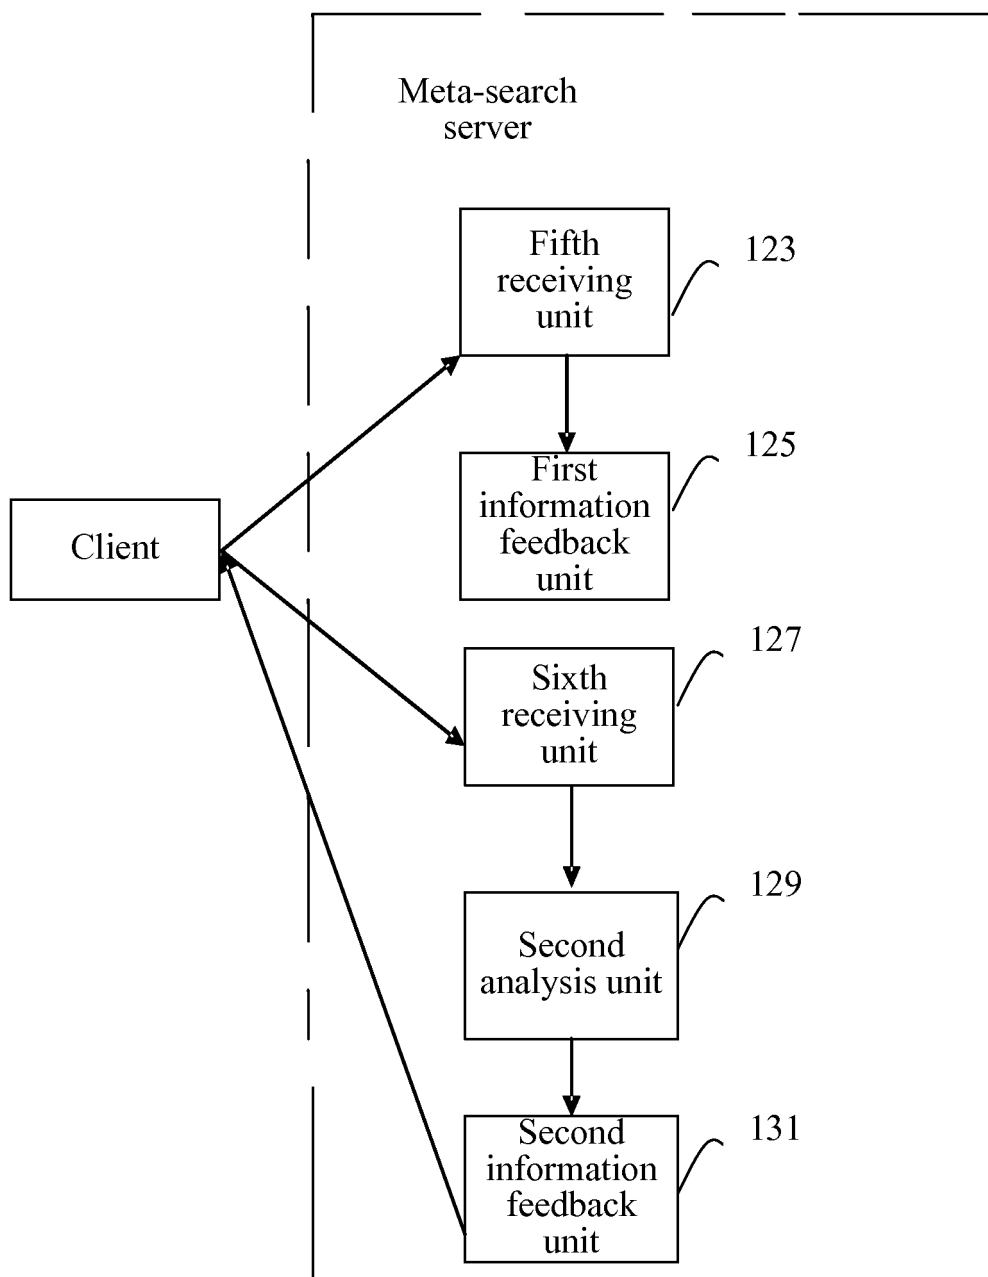 Meta-search
server
Fifth
receiving
unit
123
First
information
feedback
unit
125
Client
Sixth
receiving
unit
127
Second
analysis unit
129
Second
information
feedback
unit
131